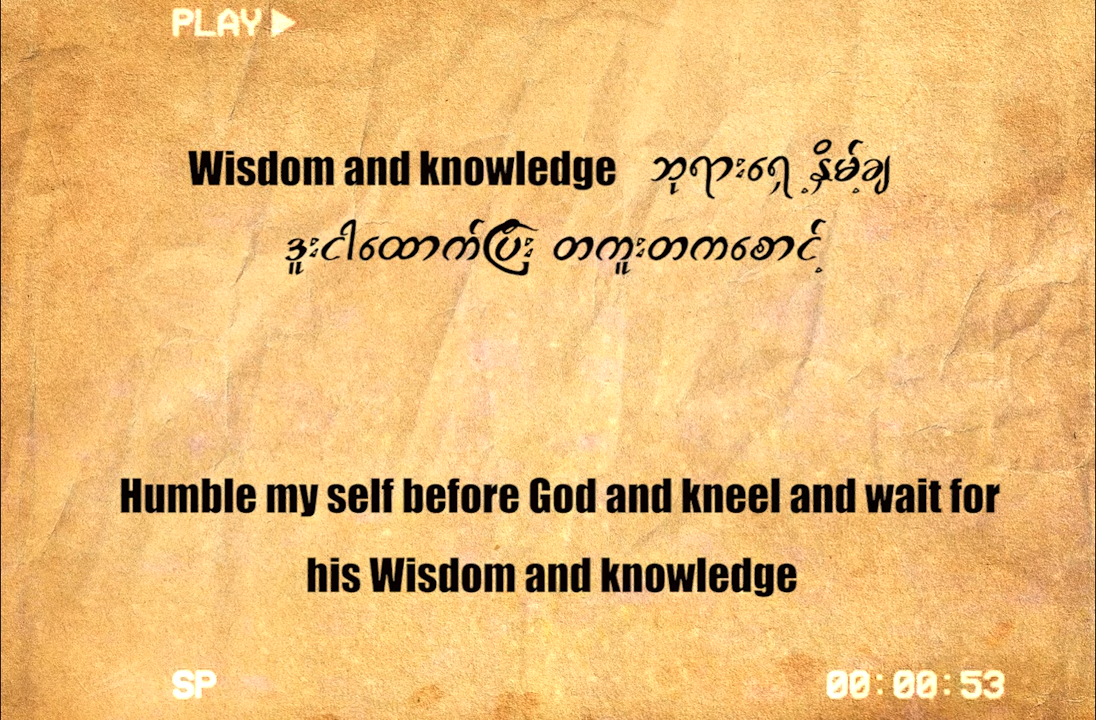 PLAY
Wisdom and knowledge ဘုရားရှေ့နှိမ့်ချ
ဒူးငါထောက်ပြီး တကူးတကစောင့်
Humble my self before God and kneel and wait for
his Wisdom and knowledge
SP
00:00:53